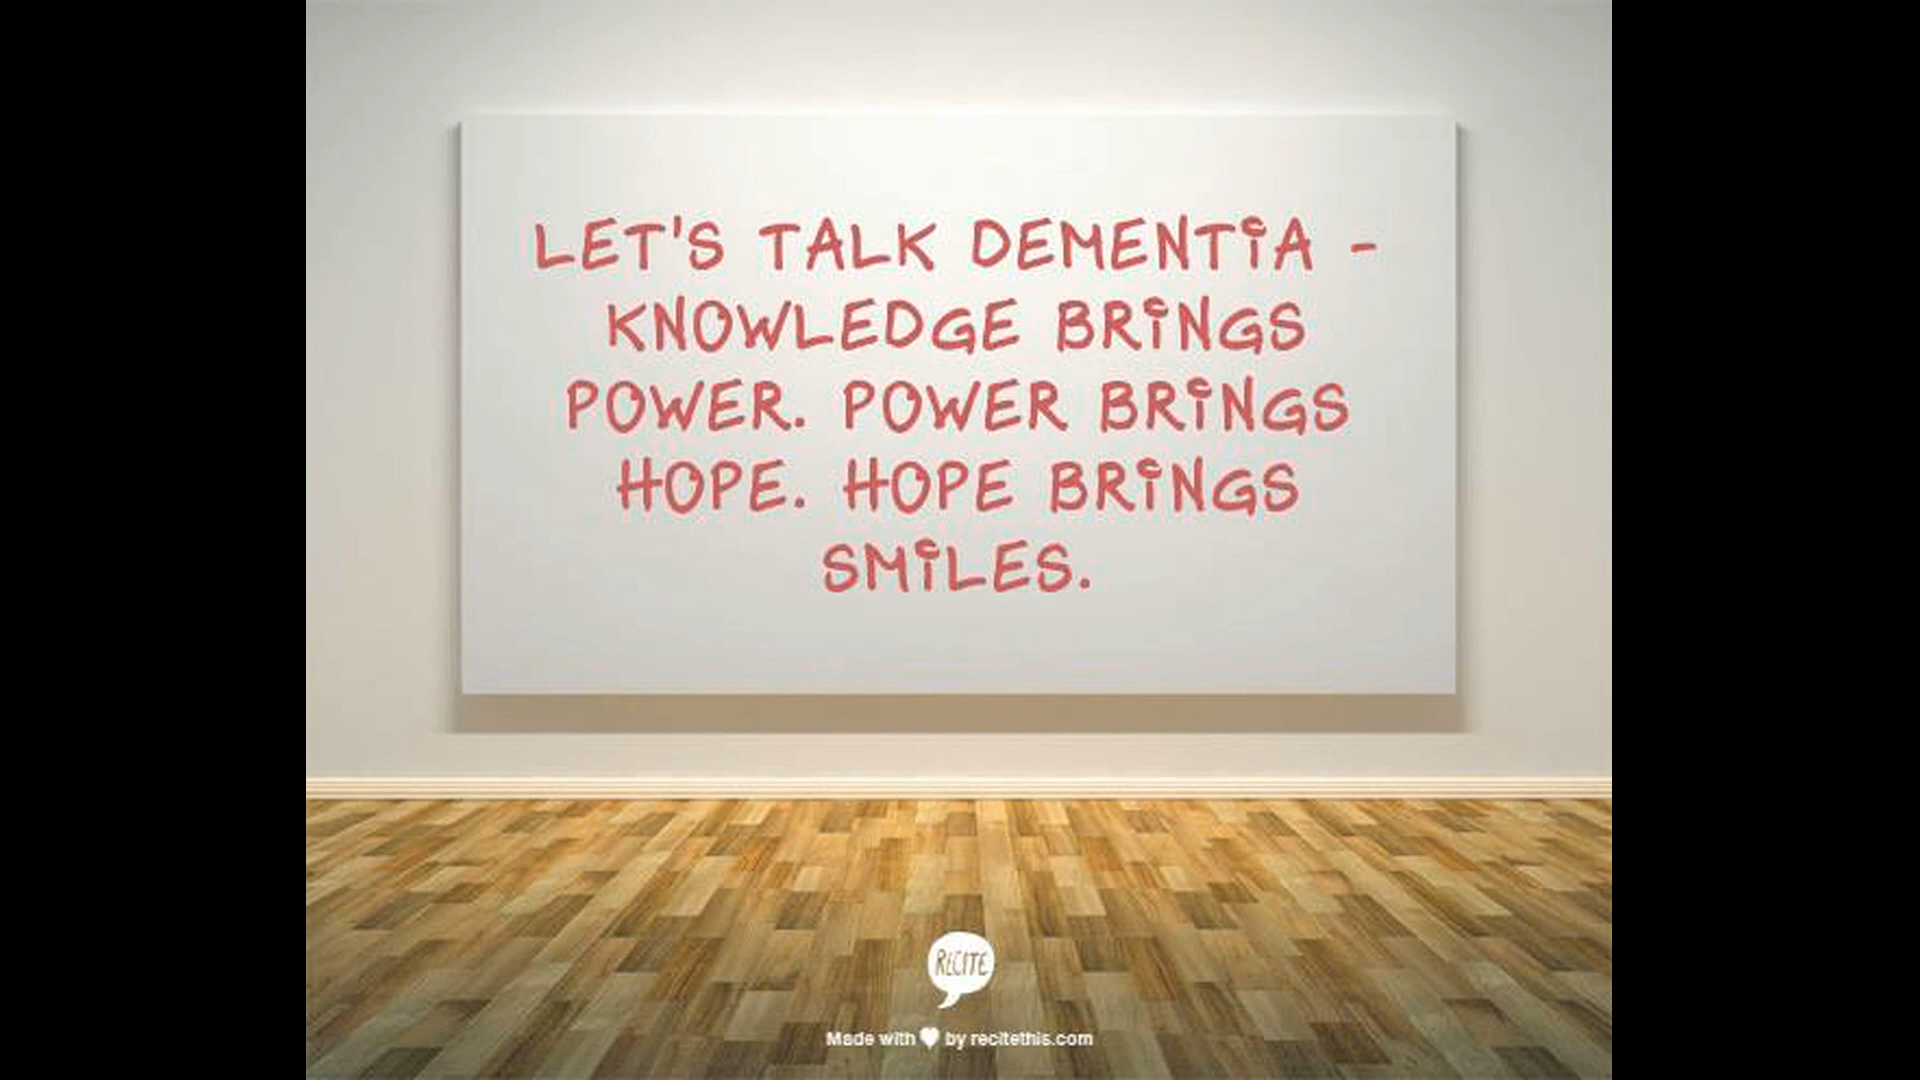 LET'S TALK DEMENTIA -
KNOWLEDGE BRINGS
POWER. POWER BRINGS
HOPE. HOPE BRINGS
SMILES.
RECITE
Made with ♥ by recitethis.com